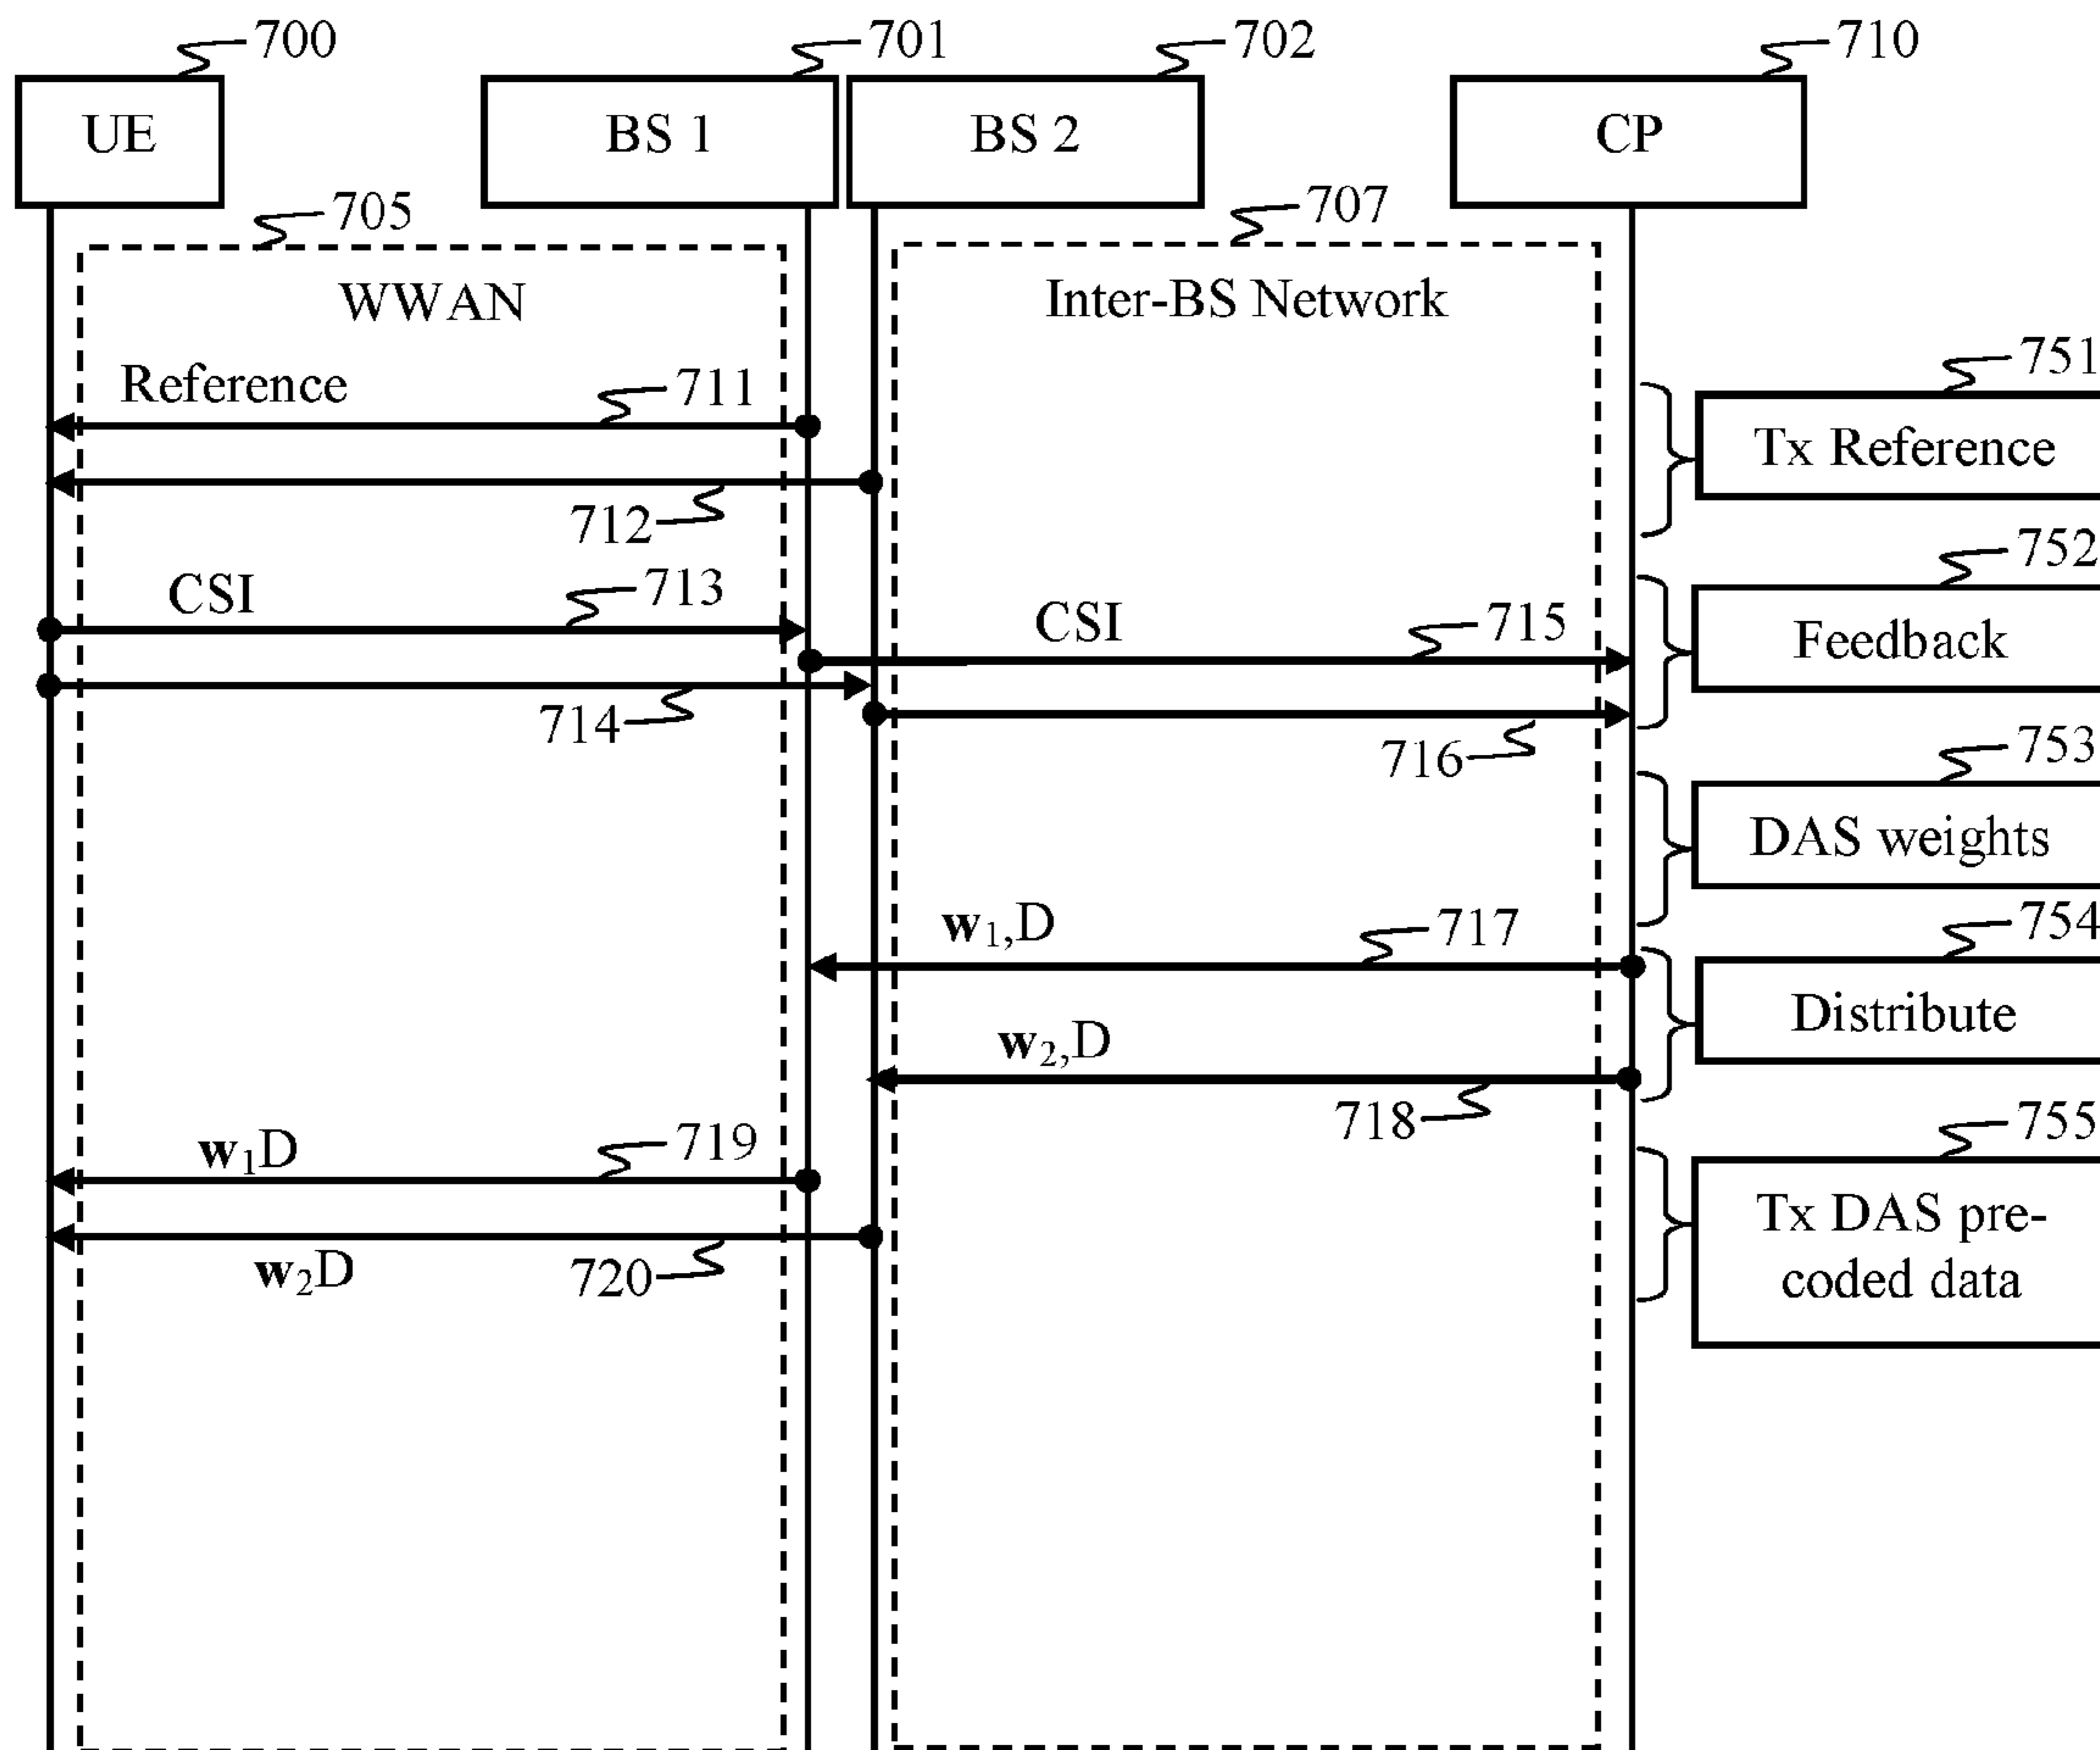 700
701
702
710
UE
BS 1
BS 2
CP
705
707
WWAN
Inter-BS Network
751
Reference
711
Tx Reference
712
752
CSI
713
CSI
715
Feedback
714
716
753
DAS weights
w1,D
717
754
Distribute
w2,D
718
755
w1D
719
Tx DAS pre-
coded data
w2D
720